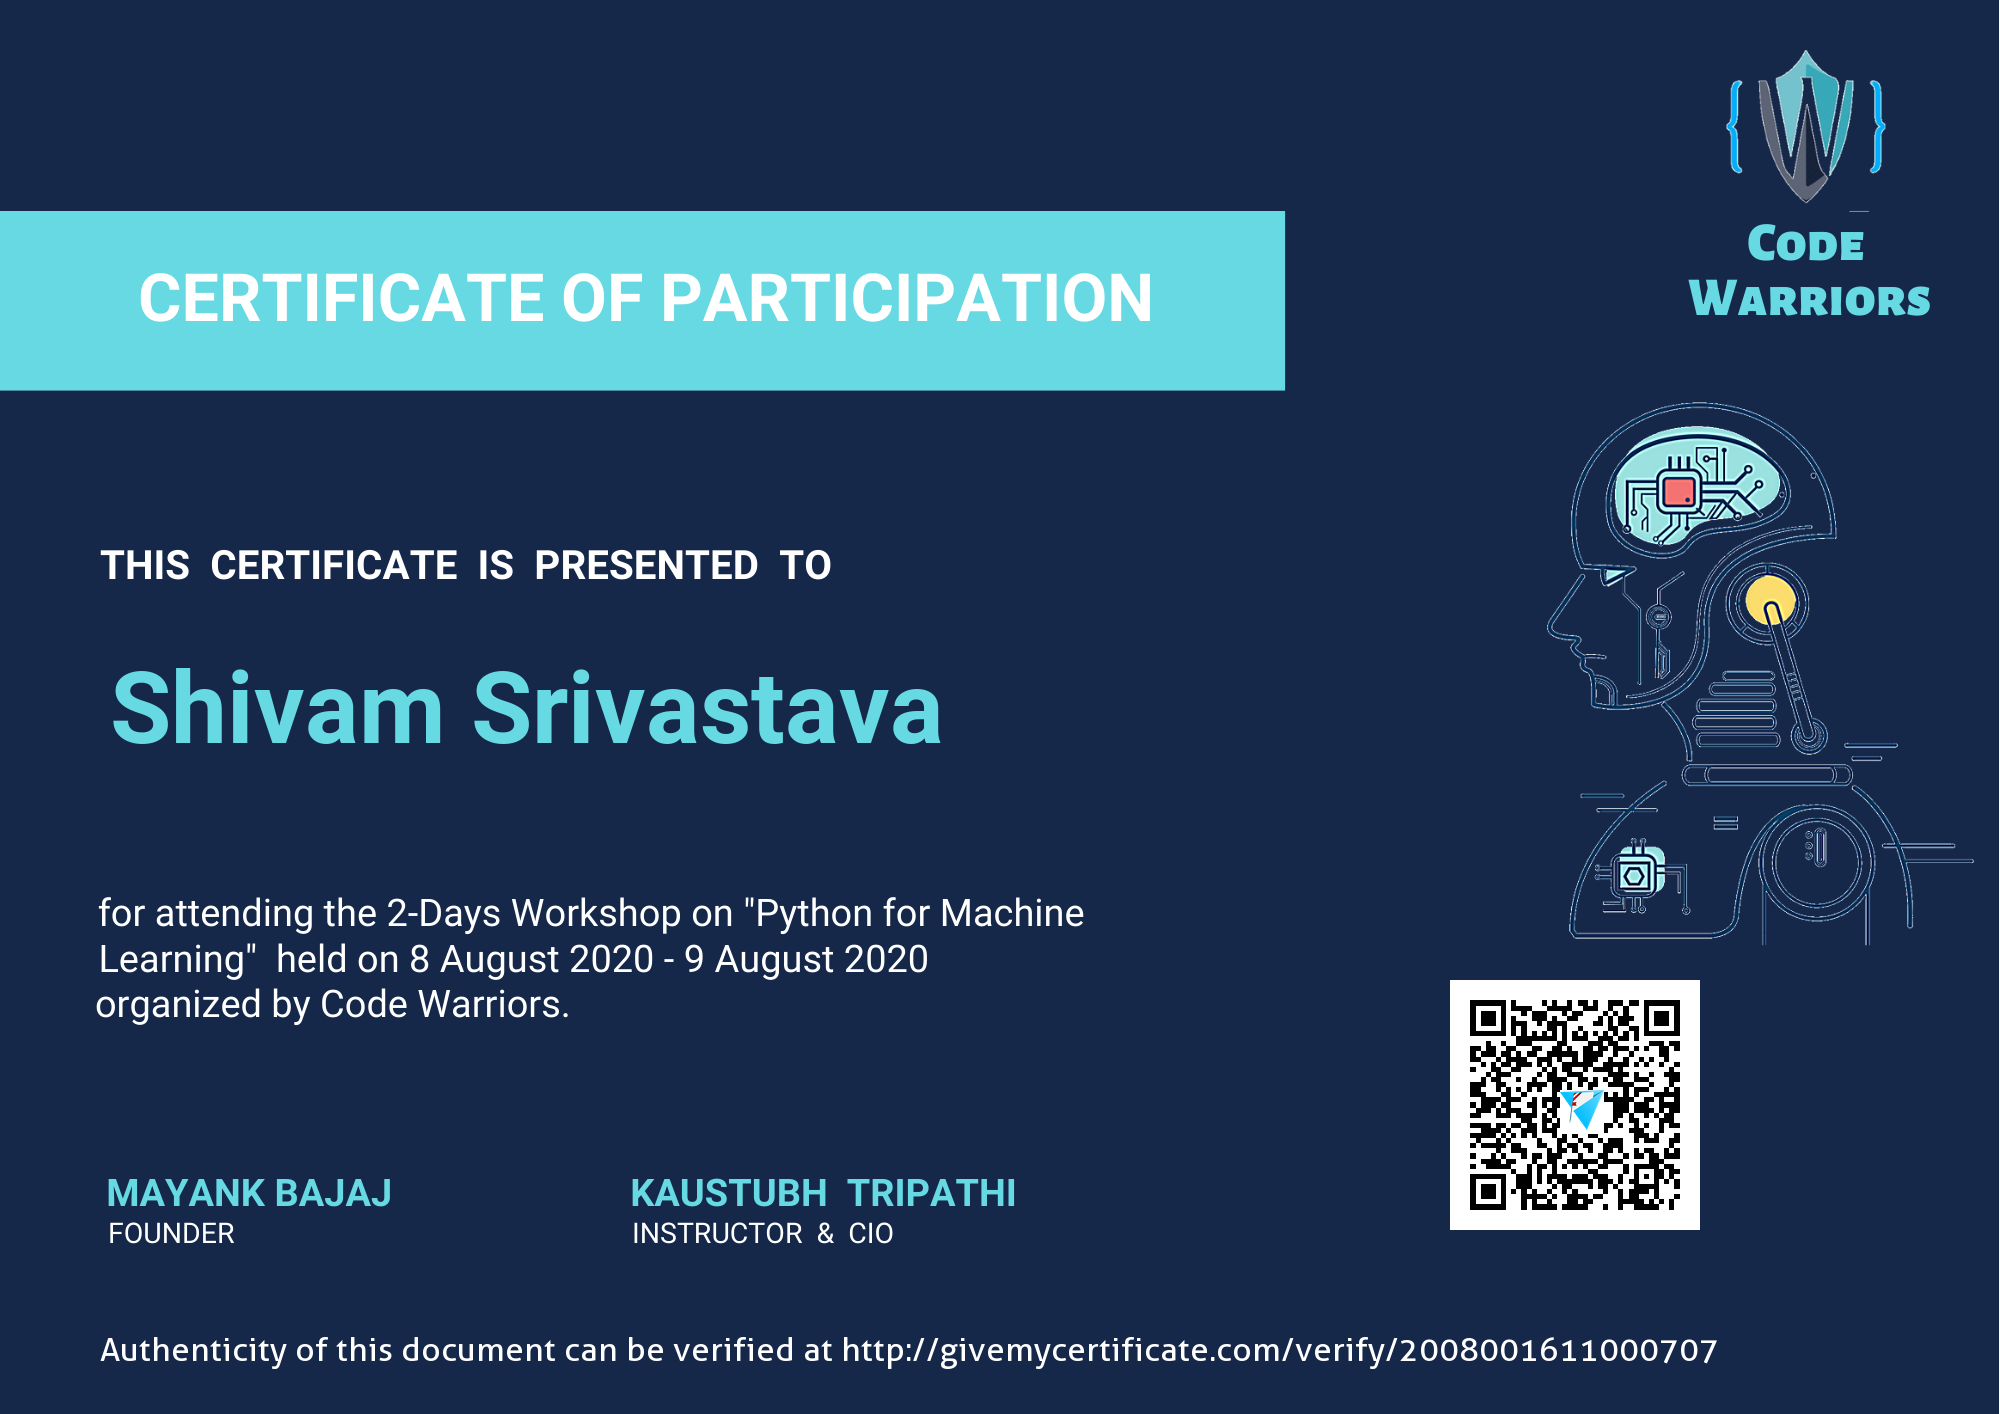 Code
Warriors
CERTIFICATE OF PARTICIPATION
THIS CERTIFICATE IS PRESENTED TO
Shivam Srivastava
for attending the 2-Days Workshop on "Python for Machine
Learning" held on 8 August 2020 - 9 August 2020
organized by Code Warriors.
MAYANK BAJAJ
FOUNDER
KAUSTUBH TRIPATHI
INSTRUCTOR & CIO
Authenticity of this document can be verified at http://givemycertificate.com/verify/2008001611000707